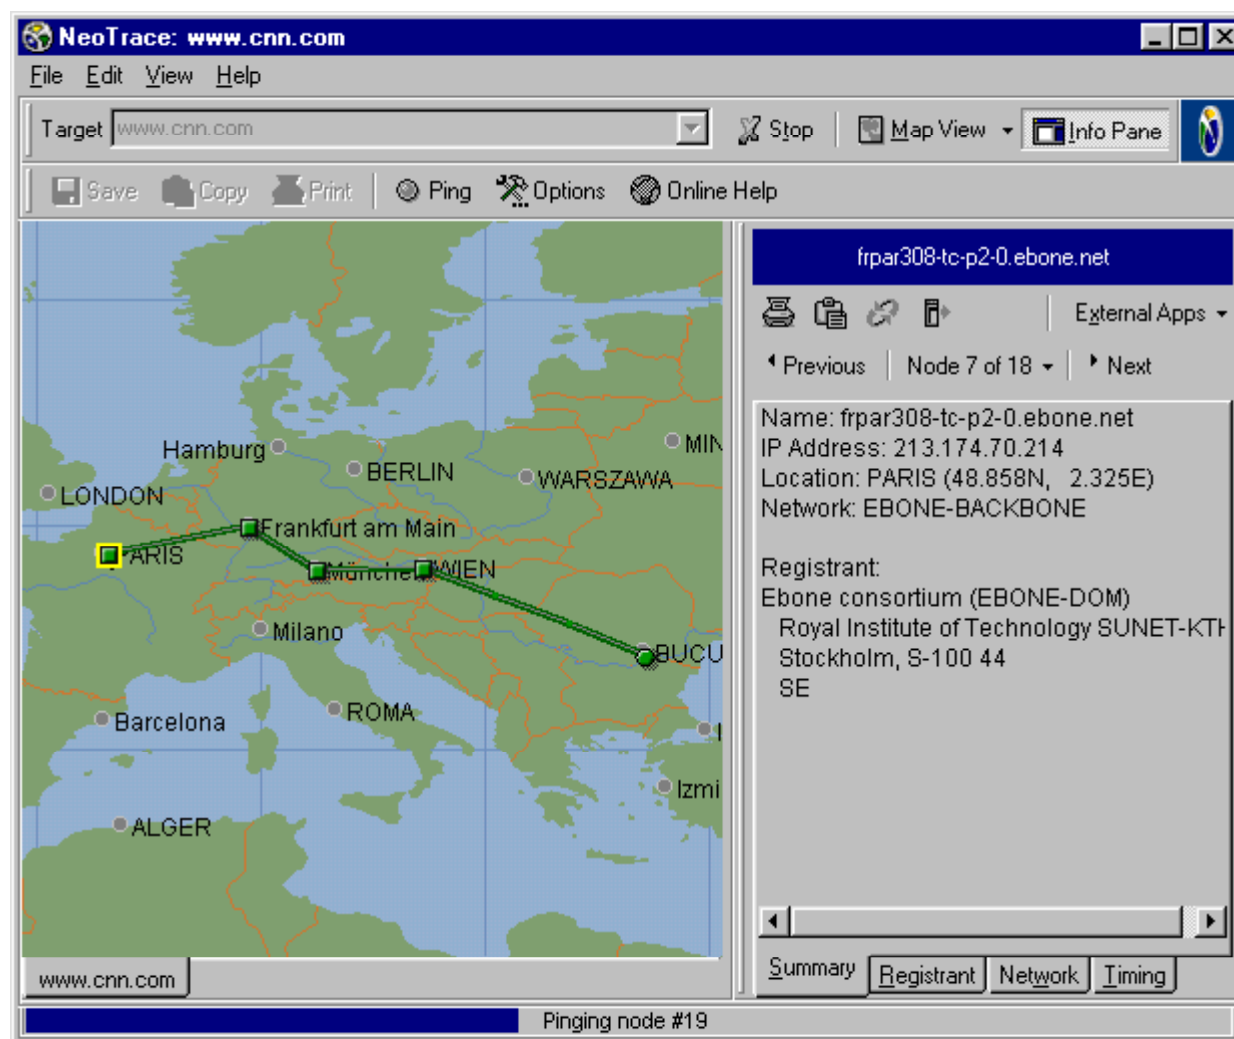 NeoTrace: www.cnn.com
File Edit View Help
Target www.cnn.com Stop Map View Info Pane
Save Copy Print Ping Options Online Help
frpar308-tc-p2-0.ebone.net
External Apps
Previous Node 7 of 18 Next
Name: frpar308-tc-p2-0.ebone.net
IP Address: 213.174.70.214
Location: PARIS (48.858N, 2.325E)
Network: EBONE-BACKBONE
Registrant:
Ebone consortium (EBONE-DOM)
Royal Institute of Technology SUNET-KTH
Stockholm, S-100 44
SE
Hamburg
BERLIN
MIN
WARSZAWA
LONDON
Frankfurt am Main
ARIS
Münche
WIEN
Milano
BUCU
ROMA
Barcelona
Izmi
ALGER
www.cnn.com
Summary Registrant Network Timing
Pinging node #19